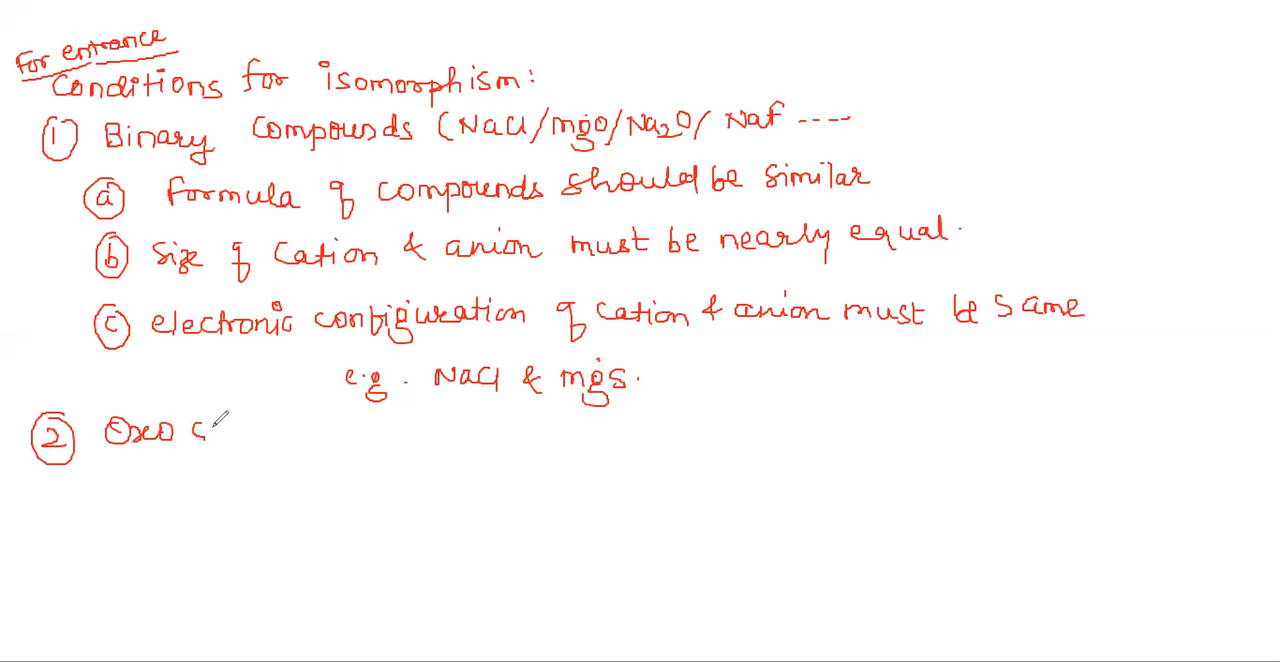 For entrance
Conditions for isomorphism:
① Binary compounds (NaCl/MgO/Na₂O/ NaF ----
ⓐ Formula of compounds should be similar
ⓑ Size of cation & anion must be nearly equal.
ⓒ electronic configuration of cation & anion must be same
e.g. NaCl & MgS.
② Oxo c